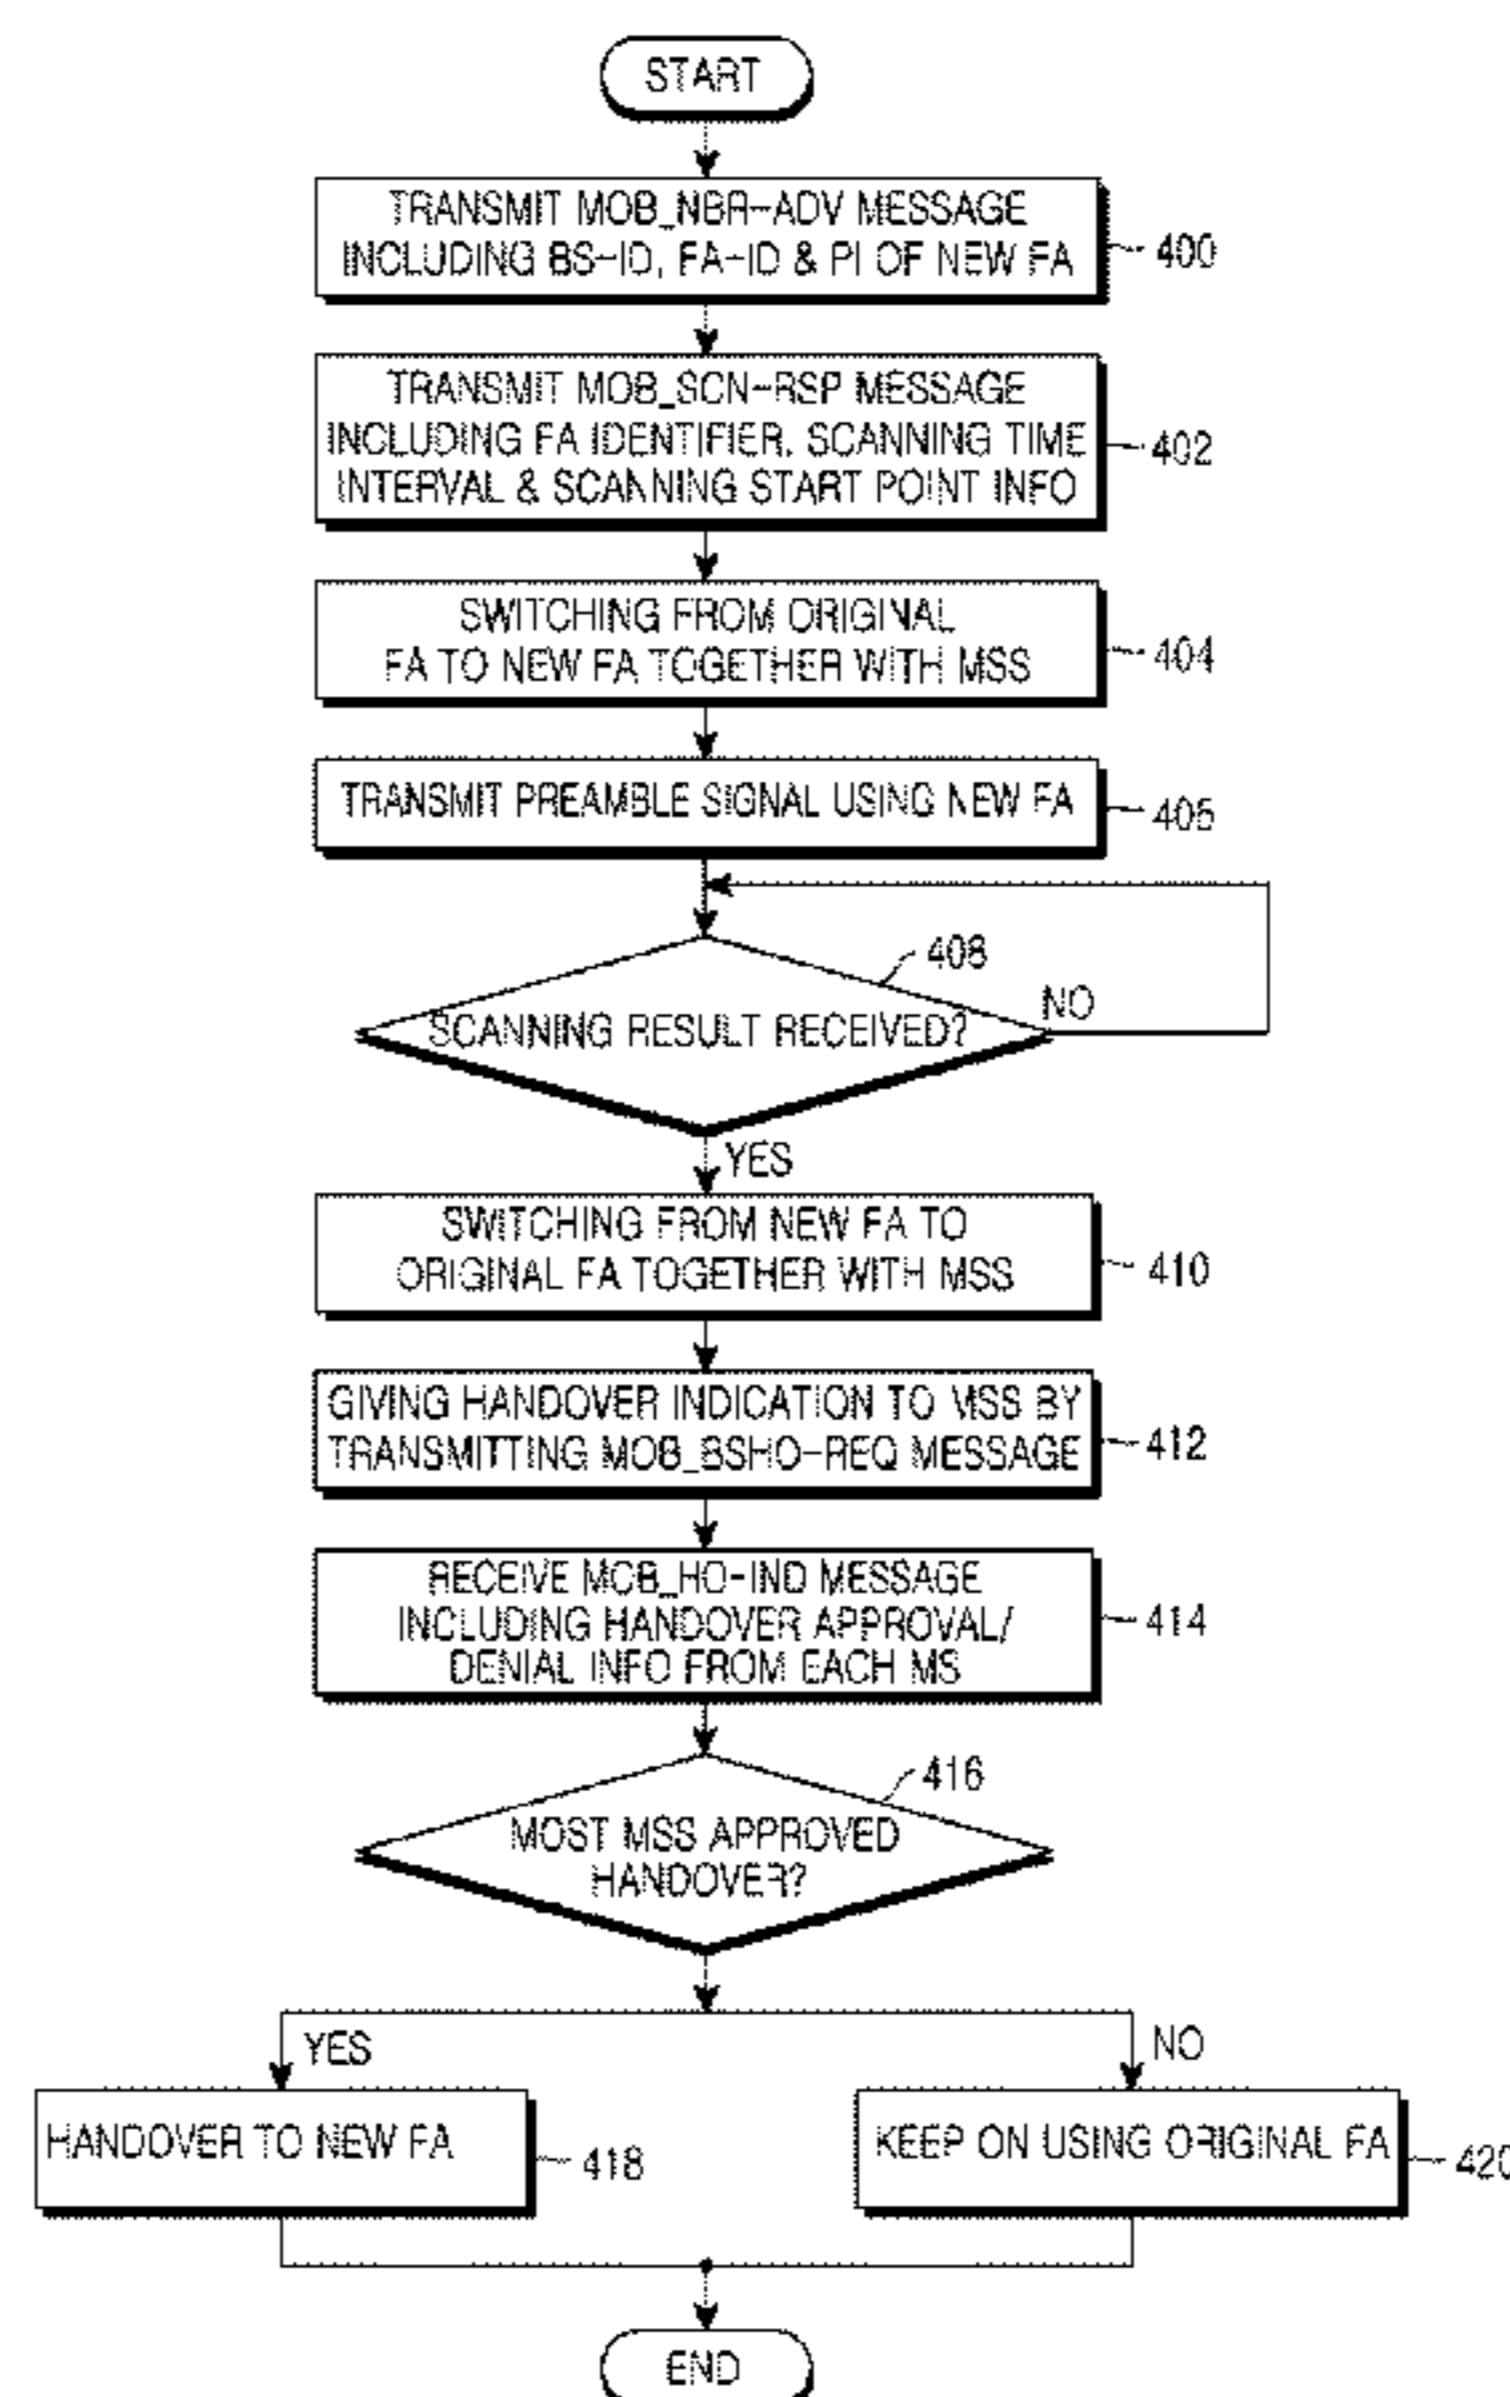 START
TRANSMIT MOB_NBR-ADV MESSAGE
INCLUDING BS-ID, FA-ID & PI OF NEW FA
400
TRANSMIT MOB_SCN-RSP MESSAGE
INCLUDING FA IDENTIFIER, SCANNING TIME
INTERVAL & SCANNING START POINT INFO
402
SWITCHING FROM ORIGINAL
FA TO NEW FA TOGETHER WITH MSS
404
TRANSMIT PREAMBLE SIGNAL USING NEW FA
406
408
SCANNING RESULT RECEIVED?
NO
YES
SWITCHING FROM NEW FA TO
ORIGINAL FA TOGETHER WITH MSS
410
GIVING HANDOVER INDICATION TO MSS BY
TRANSMITTING MOB_BSHO-REQ MESSAGE
412
RECEIVE MOB_HO-IND MESSAGE
INCLUDING HANDOVER APPROVAL/
DENIAL INFO FROM EACH MS
414
416
MOST MSS APPROVED
HANDOVER?
YES
NO
HANDOVER TO NEW FA
418
KEEP ON USING ORIGINAL FA
420
END